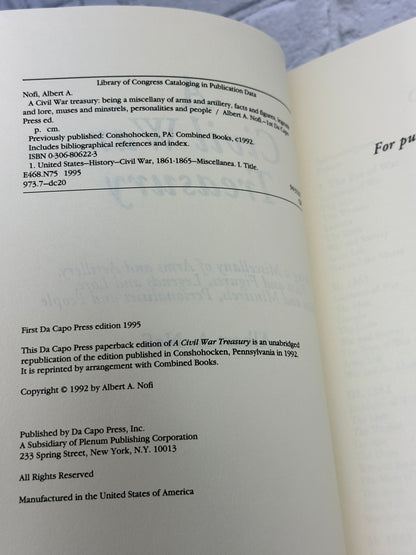 Library of Congress Cataloging in Publication Data
Nofi, Albert A.
A Civil War treasury: being a miscellany of arms and artillery, facts and figures, legends
and lore, muses and minstrels, personalities and people / Albert A. Nofi.—1st Da Capo
Press ed.
p. cm.
Previously published: Conshohocken, PA: Combined Books, c1992.
Includes bibliographical references and index.
ISBN 0-306-80622-3
1. United States—History—Civil War, 1861-1865—Miscellanea. I. Title.
E468.N75 1995
973.7—dc20
First Da Capo Press edition 1995
This Da Capo Press paperback edition of A Civil War Treasury is an unabridged
republication of the edition published in Conshohocken, Pennsylvania in 1992.
It is reprinted by arrangement with Combined Books.
Copyright © 1992 by Albert A. Nofi
Published by Da Capo Press, Inc.
A Subsidiary of Plenum Publishing Corporation
233 Spring Street, New York, N.Y. 10013
All Rights Reserved
Manufactured in the United States of America
For pu